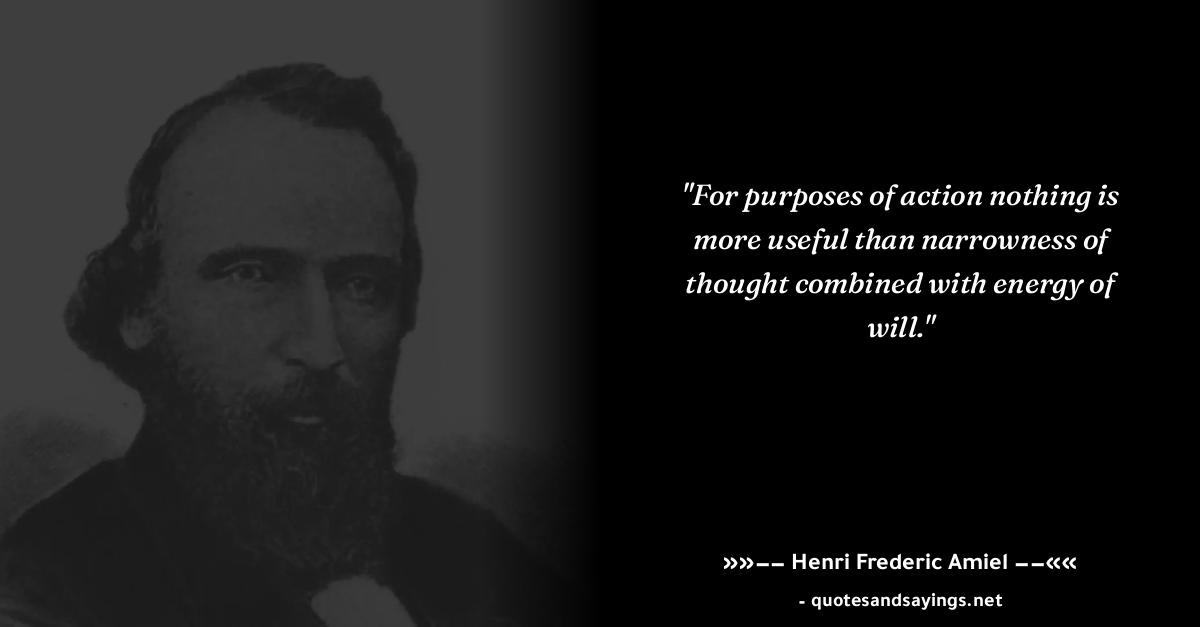 "For purposes of action nothing is
more useful than narrowness of
thought combined with energy of
will."
»»−− Henri Frederic Amiel −−««
- quotesandsayings.net